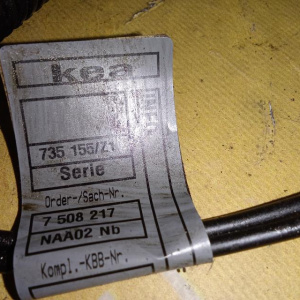 kea
735 156/Z1
Serie
Order-/Sach-Nr.
7 508 217
NAA02 Nb
Kompl.-KBB-Nr.